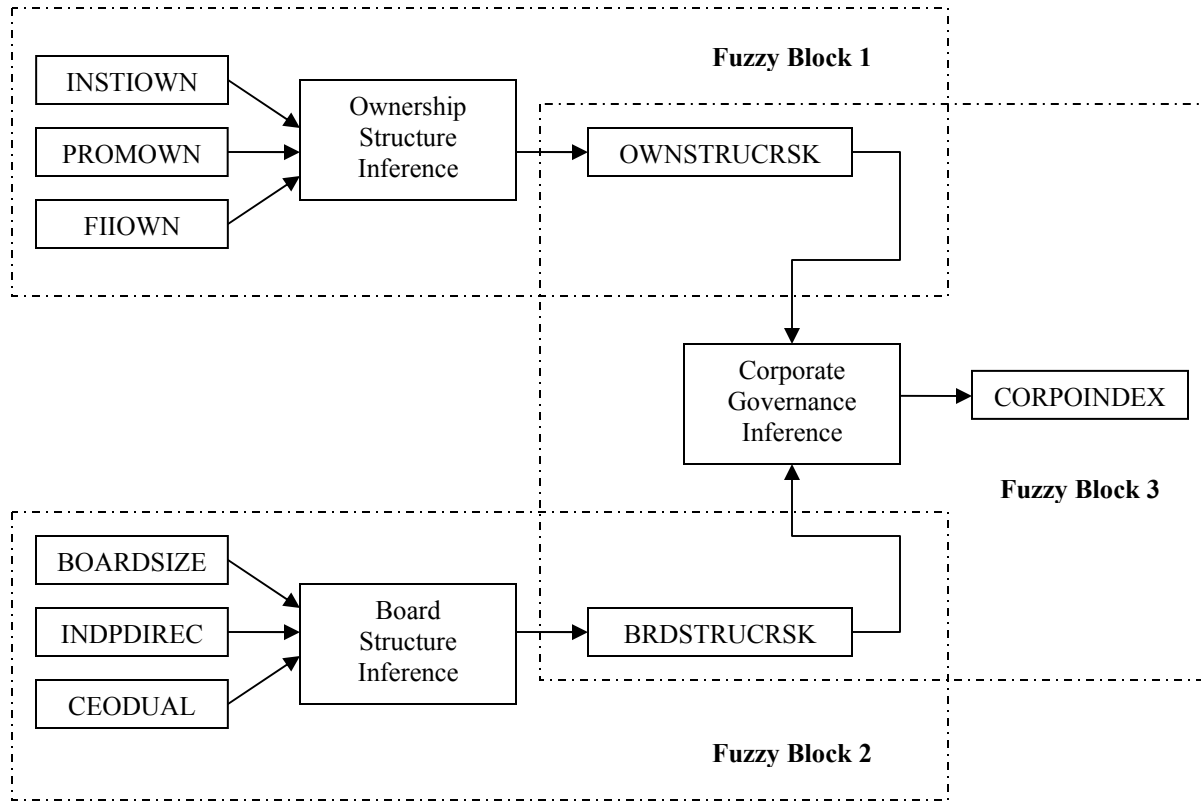 Fuzzy Block 1
INSTIOWN
PROMOWN
FIIOWN
Ownership
Structure
Inference
OWNSTRUCRSK
Corporate
Governance
Inference
CORPOINDEX
Fuzzy Block 3
BOARDSIZE
INDPDIREC
CEODUAL
Board
Structure
Inference
BRDSTRUCRSK
Fuzzy Block 2